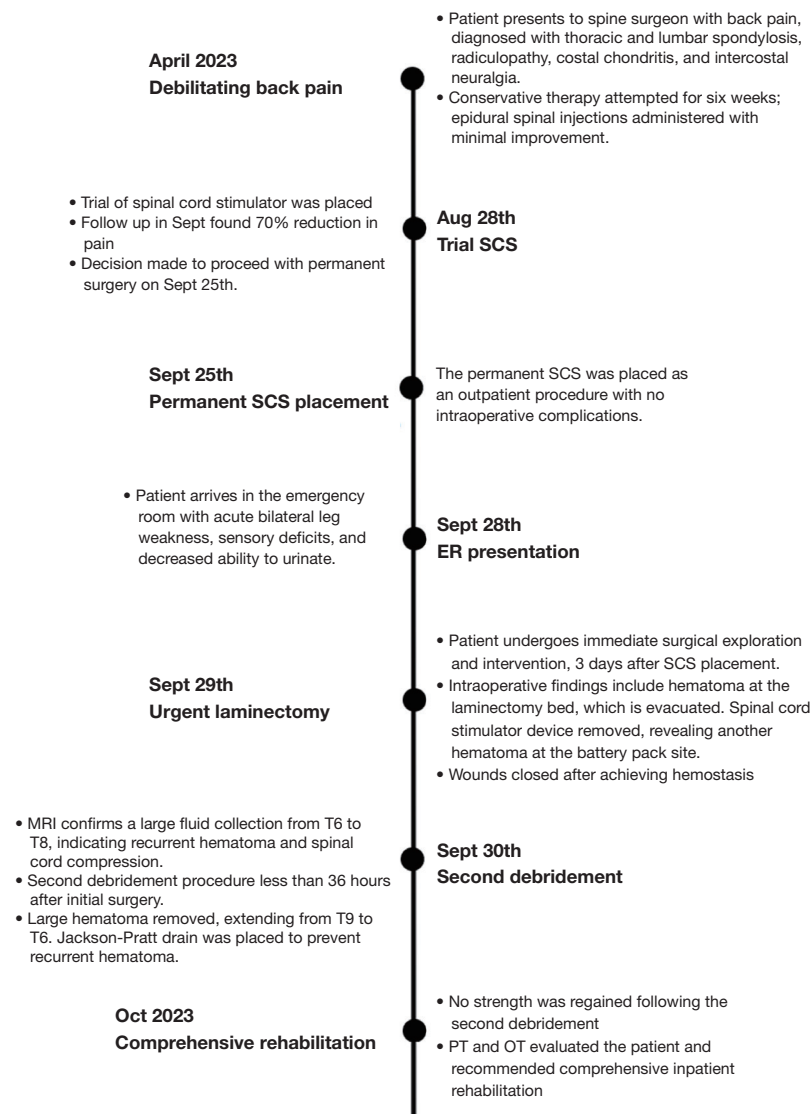 April 2023
Debilitating back pain
• Patient presents to spine surgeon with back pain,
diagnosed with thoracic and lumbar spondylosis,
radiculopathy, costal chondritis, and intercostal
neuralgia.
• Conservative therapy attempted for six weeks;
epidural spinal injections administered with
minimal improvement.
Aug 28th
Trial SCS
• Trial of spinal cord stimulator was placed
• Follow up in Sept found 70% reduction in
pain
• Decision made to proceed with permanent
surgery on Sept 25th.
Sept 25th
Permanent SCS placement
The permanent SCS was placed as
an outpatient procedure with no
intraoperative complications.
Sept 28th
ER presentation
• Patient arrives in the emergency
room with acute bilateral leg
weakness, sensory deficits, and
decreased ability to urinate.
Sept 29th
Urgent laminectomy
• Patient undergoes immediate surgical exploration
and intervention, 3 days after SCS placement.
• Intraoperative findings include hematoma at the
laminectomy bed, which is evacuated. Spinal cord
stimulator device removed, revealing another
hematoma at the battery pack site.
• Wounds closed after achieving hemostasis
Sept 30th
Second debridement
• MRI confirms a large fluid collection from T6 to
T8, indicating recurrent hematoma and spinal
cord compression.
• Second debridement procedure less than 36 hours
after initial surgery.
• Large hematoma removed, extending from T9 to
T6. Jackson-Pratt drain was placed to prevent
recurrent hematoma.
Oct 2023
Comprehensive rehabilitation
• No strength was regained following the
second debridement
• PT and OT evaluated the patient and
recommended comprehensive inpatient
rehabilitation